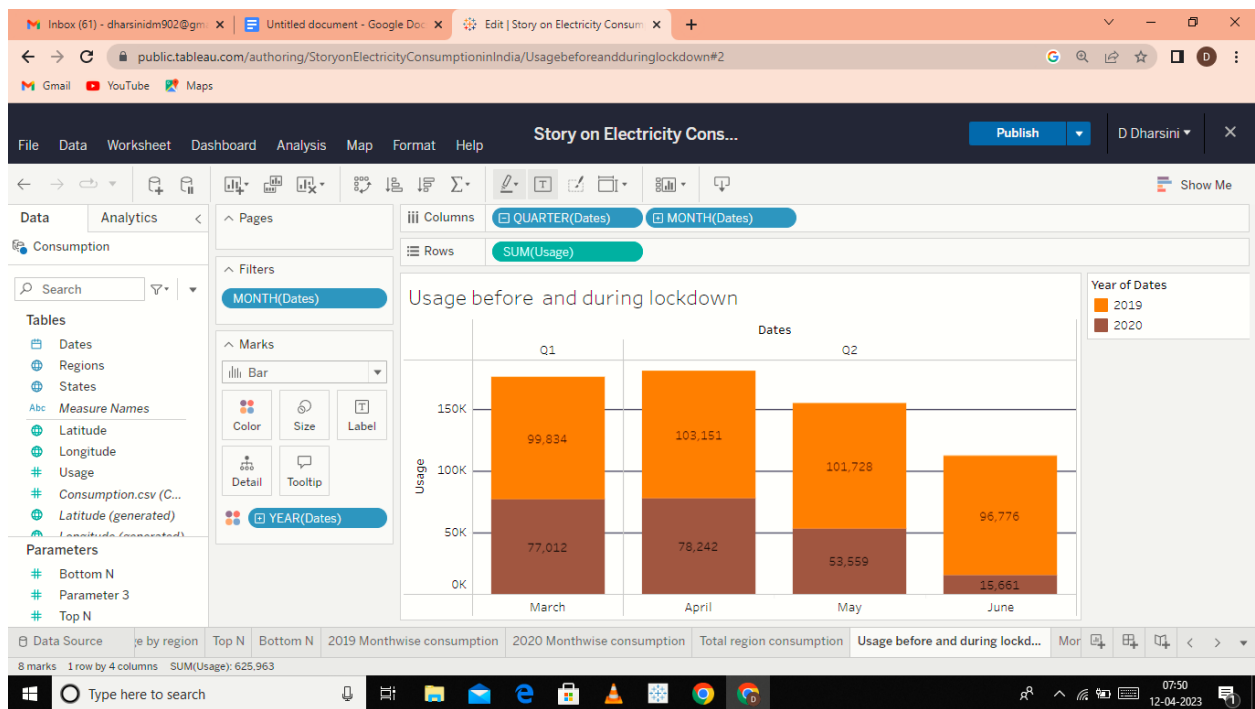 Inbox (61) - dharsinidm902@gm
Untitled document - Google Doc
Edit | Story on Electricity Consum
public.tableau.com/authoring/StoryonElectricityConsumptioninIndia/Usagebeforeandduringlockdown#2
D
Gmail
YouTube
Maps
File
Data
Worksheet
Dashboard
Analysis
Map
Format
Help
Story on Electricity Cons...
Publish
D Dharsini
Show Me
Data
Analytics
Consumption
Search
Tables
Dates
Regions
States
Abc
Measure Names
Latitude
Longitude
Usage
Consumption.csv (C...
Latitude (generated)
Longitude (generated)
Parameters
Bottom N
Parameter 3
Top N
Pages
Filters
MONTH(Dates)
Marks
Bar
Color
Size
Label
Detail
Tooltip
YEAR(Dates)
Columns
QUARTER(Dates)
MONTH(Dates)
Rows
SUM(Usage)
Usage before and during lockdown
Dates
Q1
Q2
Usage
150K
100K
50K
0K
99,834
103,151
101,728
96,776
77,012
78,242
53,559
15,661
March
April
May
June
Year of Dates
2019
2020
Data Source
ge by region
Top N
Bottom N
2019 Monthwise consumption
2020 Monthwise consumption
Total region consumption
Usage before and during lockd...
Mor
8 marks
1 row by 4 columns
SUM(Usage): 625,963
Type here to search
07:50
12-04-2023
1